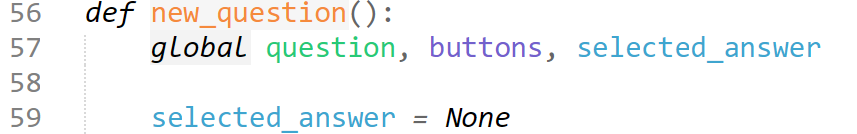 56 def new_question():
57 global question, buttons, selected_answer
58
59 selected_answer = None